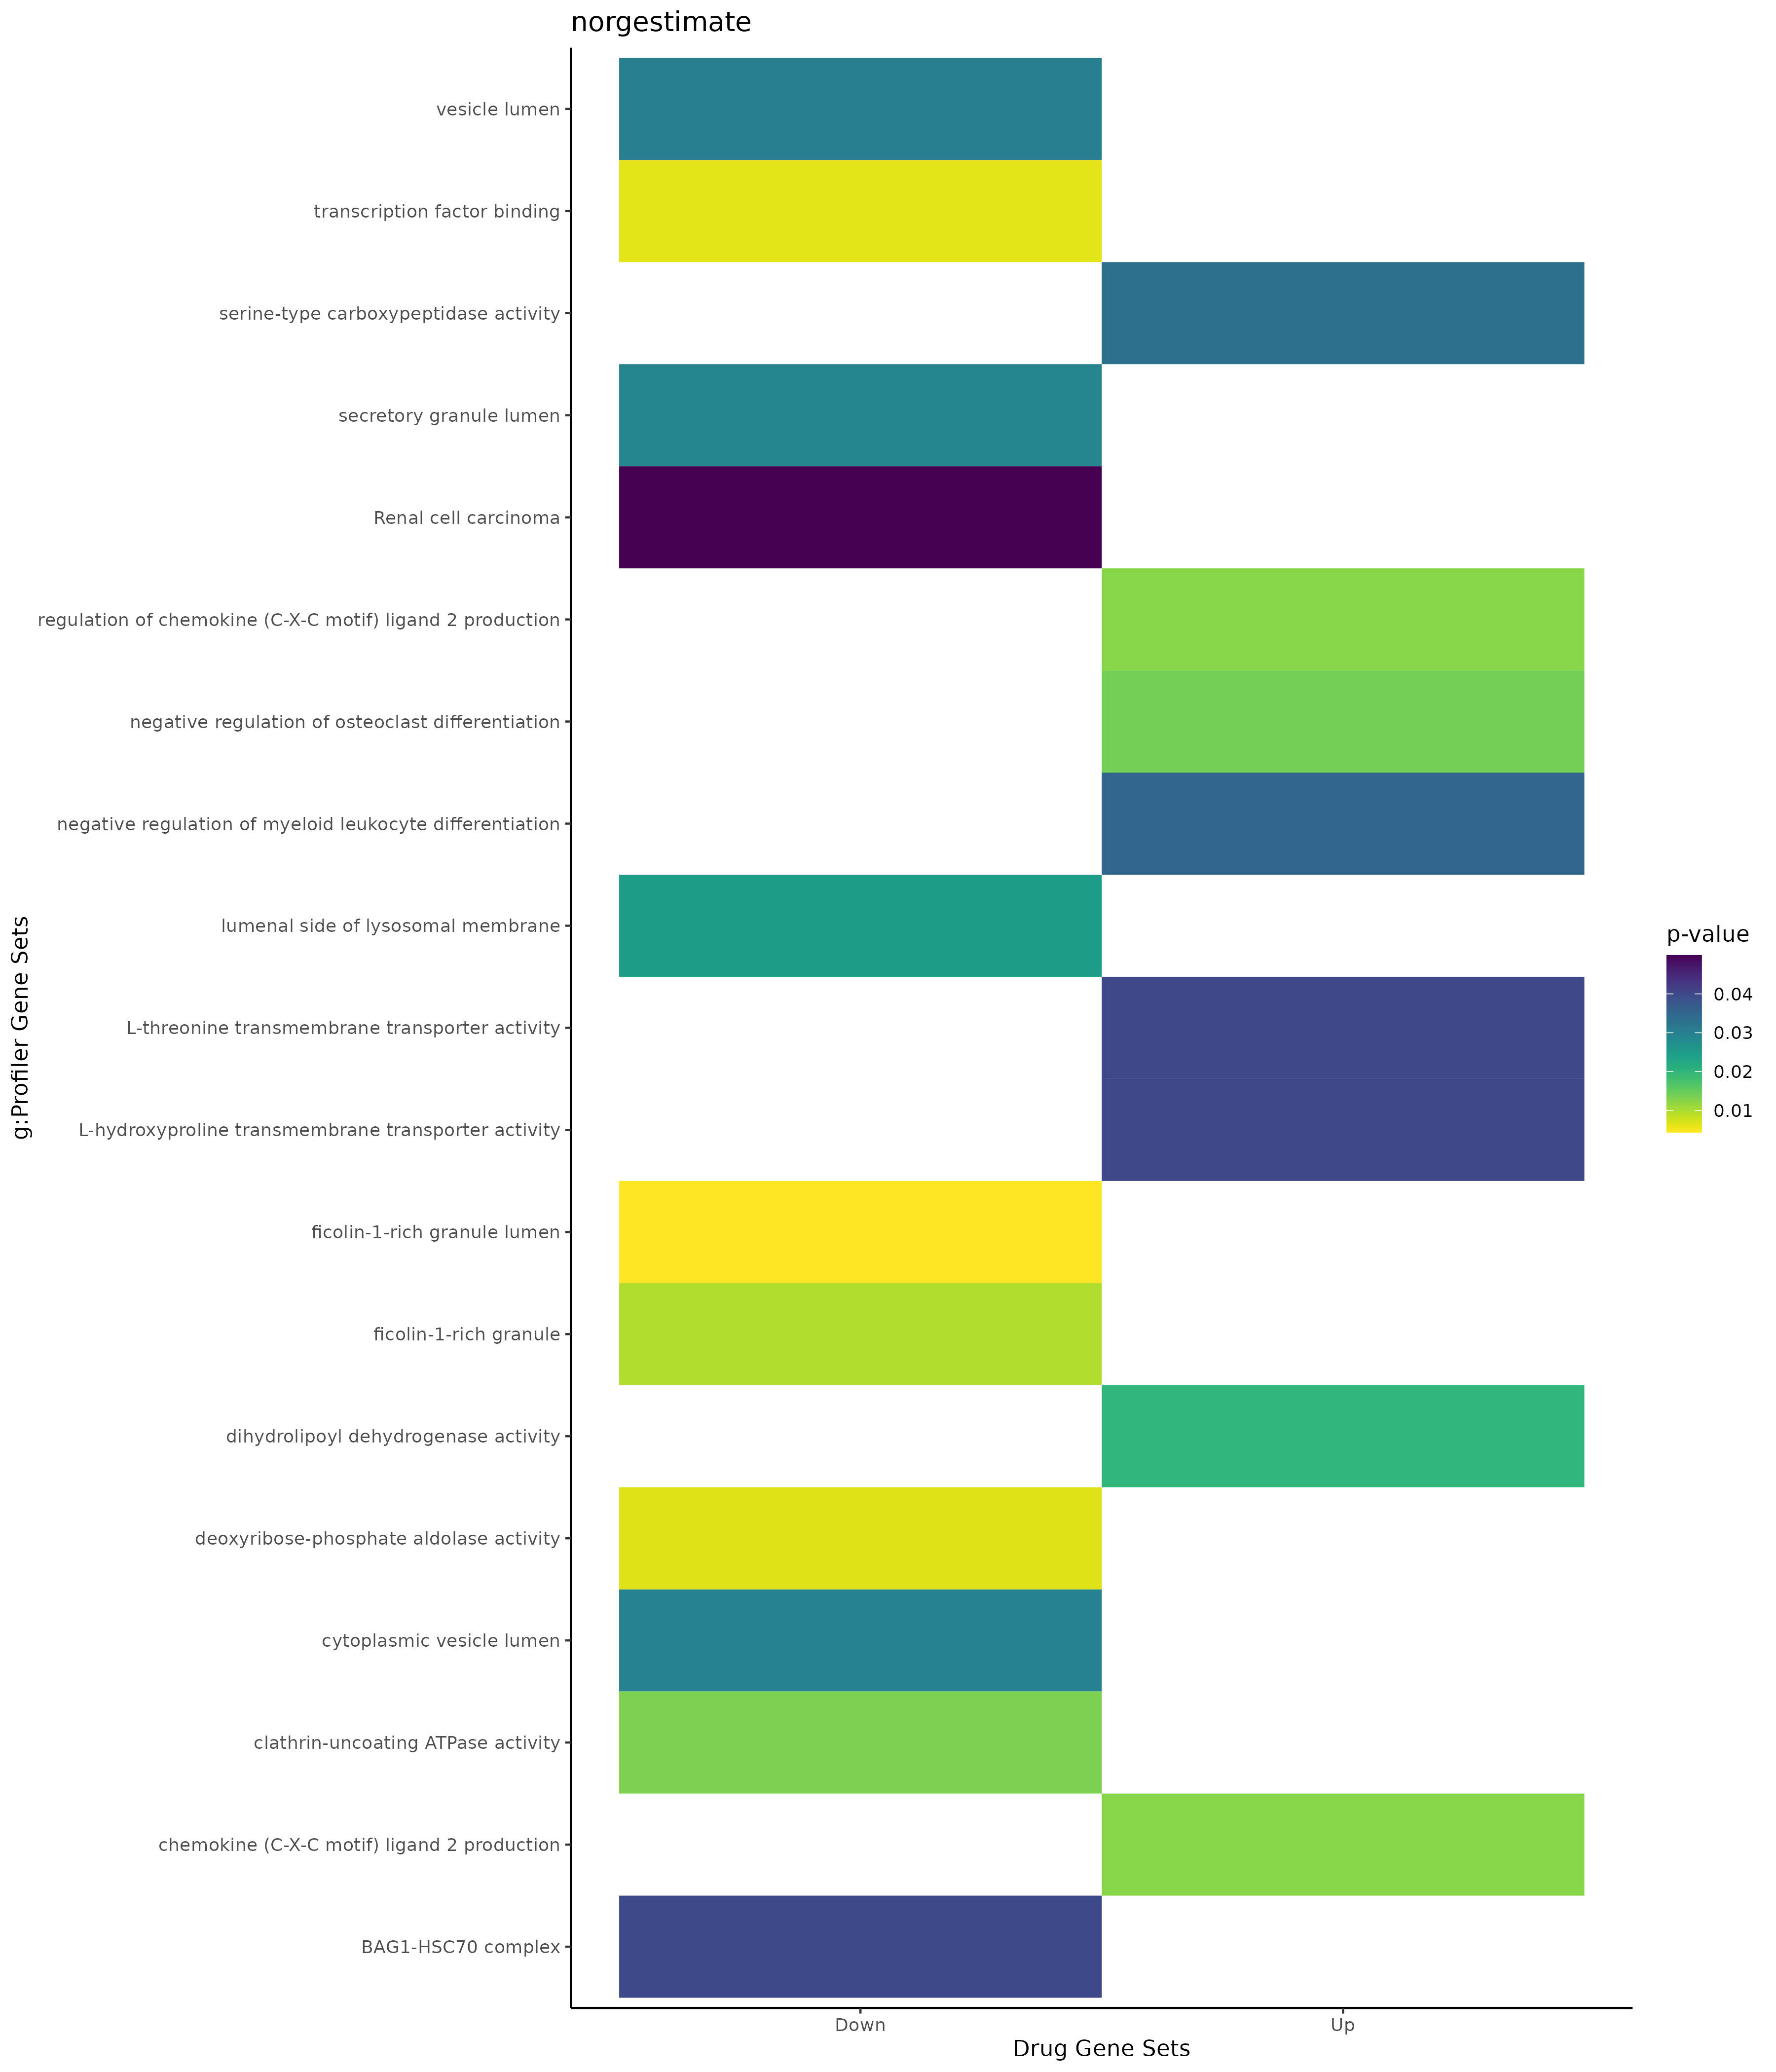 norgestimate
vesicle lumen
transcription factor binding
serine-type carboxypeptidase activity
secretory granule lumen
Renal cell carcinoma
regulation of chemokine (C-X-C motif) ligand 2 production
negative regulation of osteoclast differentiation
negative regulation of myeloid leukocyte differentiation
lumenal side of lysosomal membrane
L-threonine transmembrane transporter activity
L-hydroxyproline transmembrane transporter activity
ficolin-1-rich granule lumen
ficolin-1-rich granule
dihydrolipoyl dehydrogenase activity
deoxyribose-phosphate aldolase activity
cytoplasmic vesicle lumen
clathrin-uncoating ATPase activity
chemokine (C-X-C motif) ligand 2 production
BAG1-HSC70 complex
g:Profiler Gene Sets
Down
Up
Drug Gene Sets
p-value
0.04
0.03
0.02
0.01